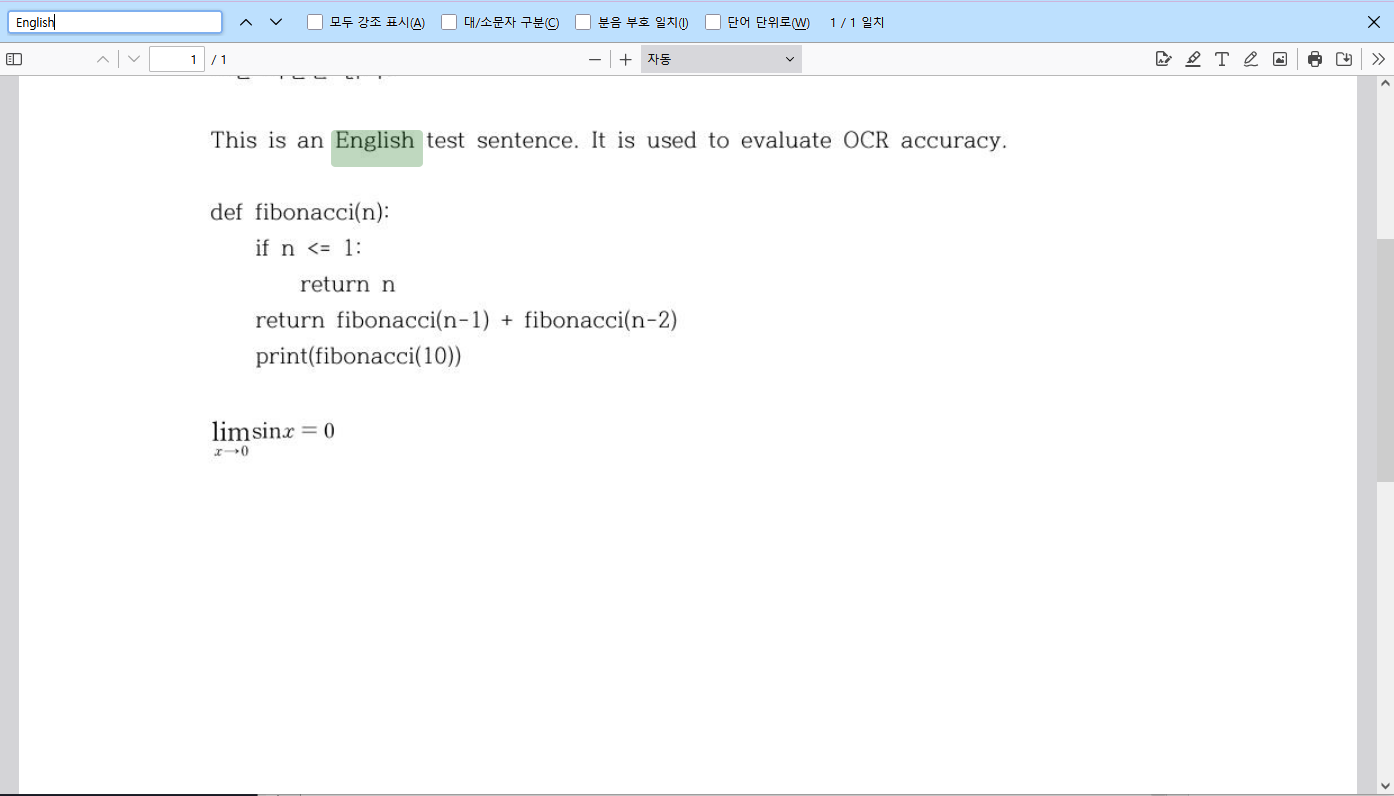 English
모두 강조 표시(A) 대/소문자 구분(C) 분음 부호 일치(I) 단어 단위로(W) 1 / 1 일치
1 / 1 자동
This is an English test sentence. It is used to evaluate OCR accuracy.
def fibonacci(n):
    if n <= 1:
        return n
    return fibonacci(n-1) + fibonacci(n-2)
    print(fibonacci(10))
lim sin x = 0
x→0